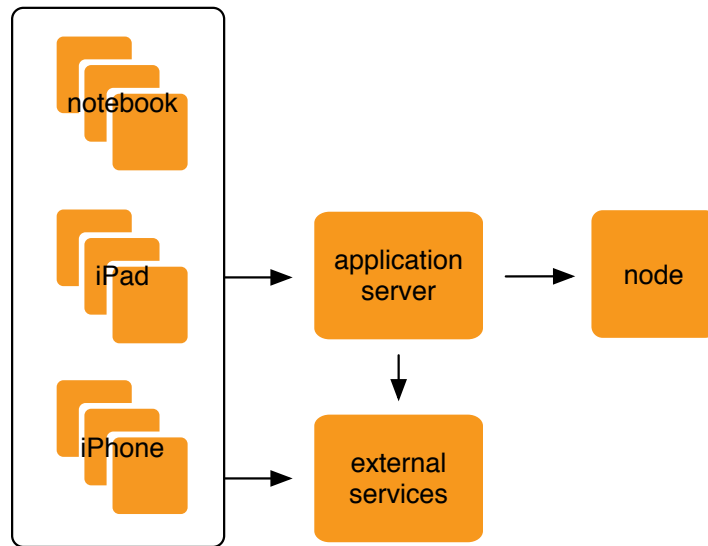 notebook
iPad
iPhone
application
server
node
external
services